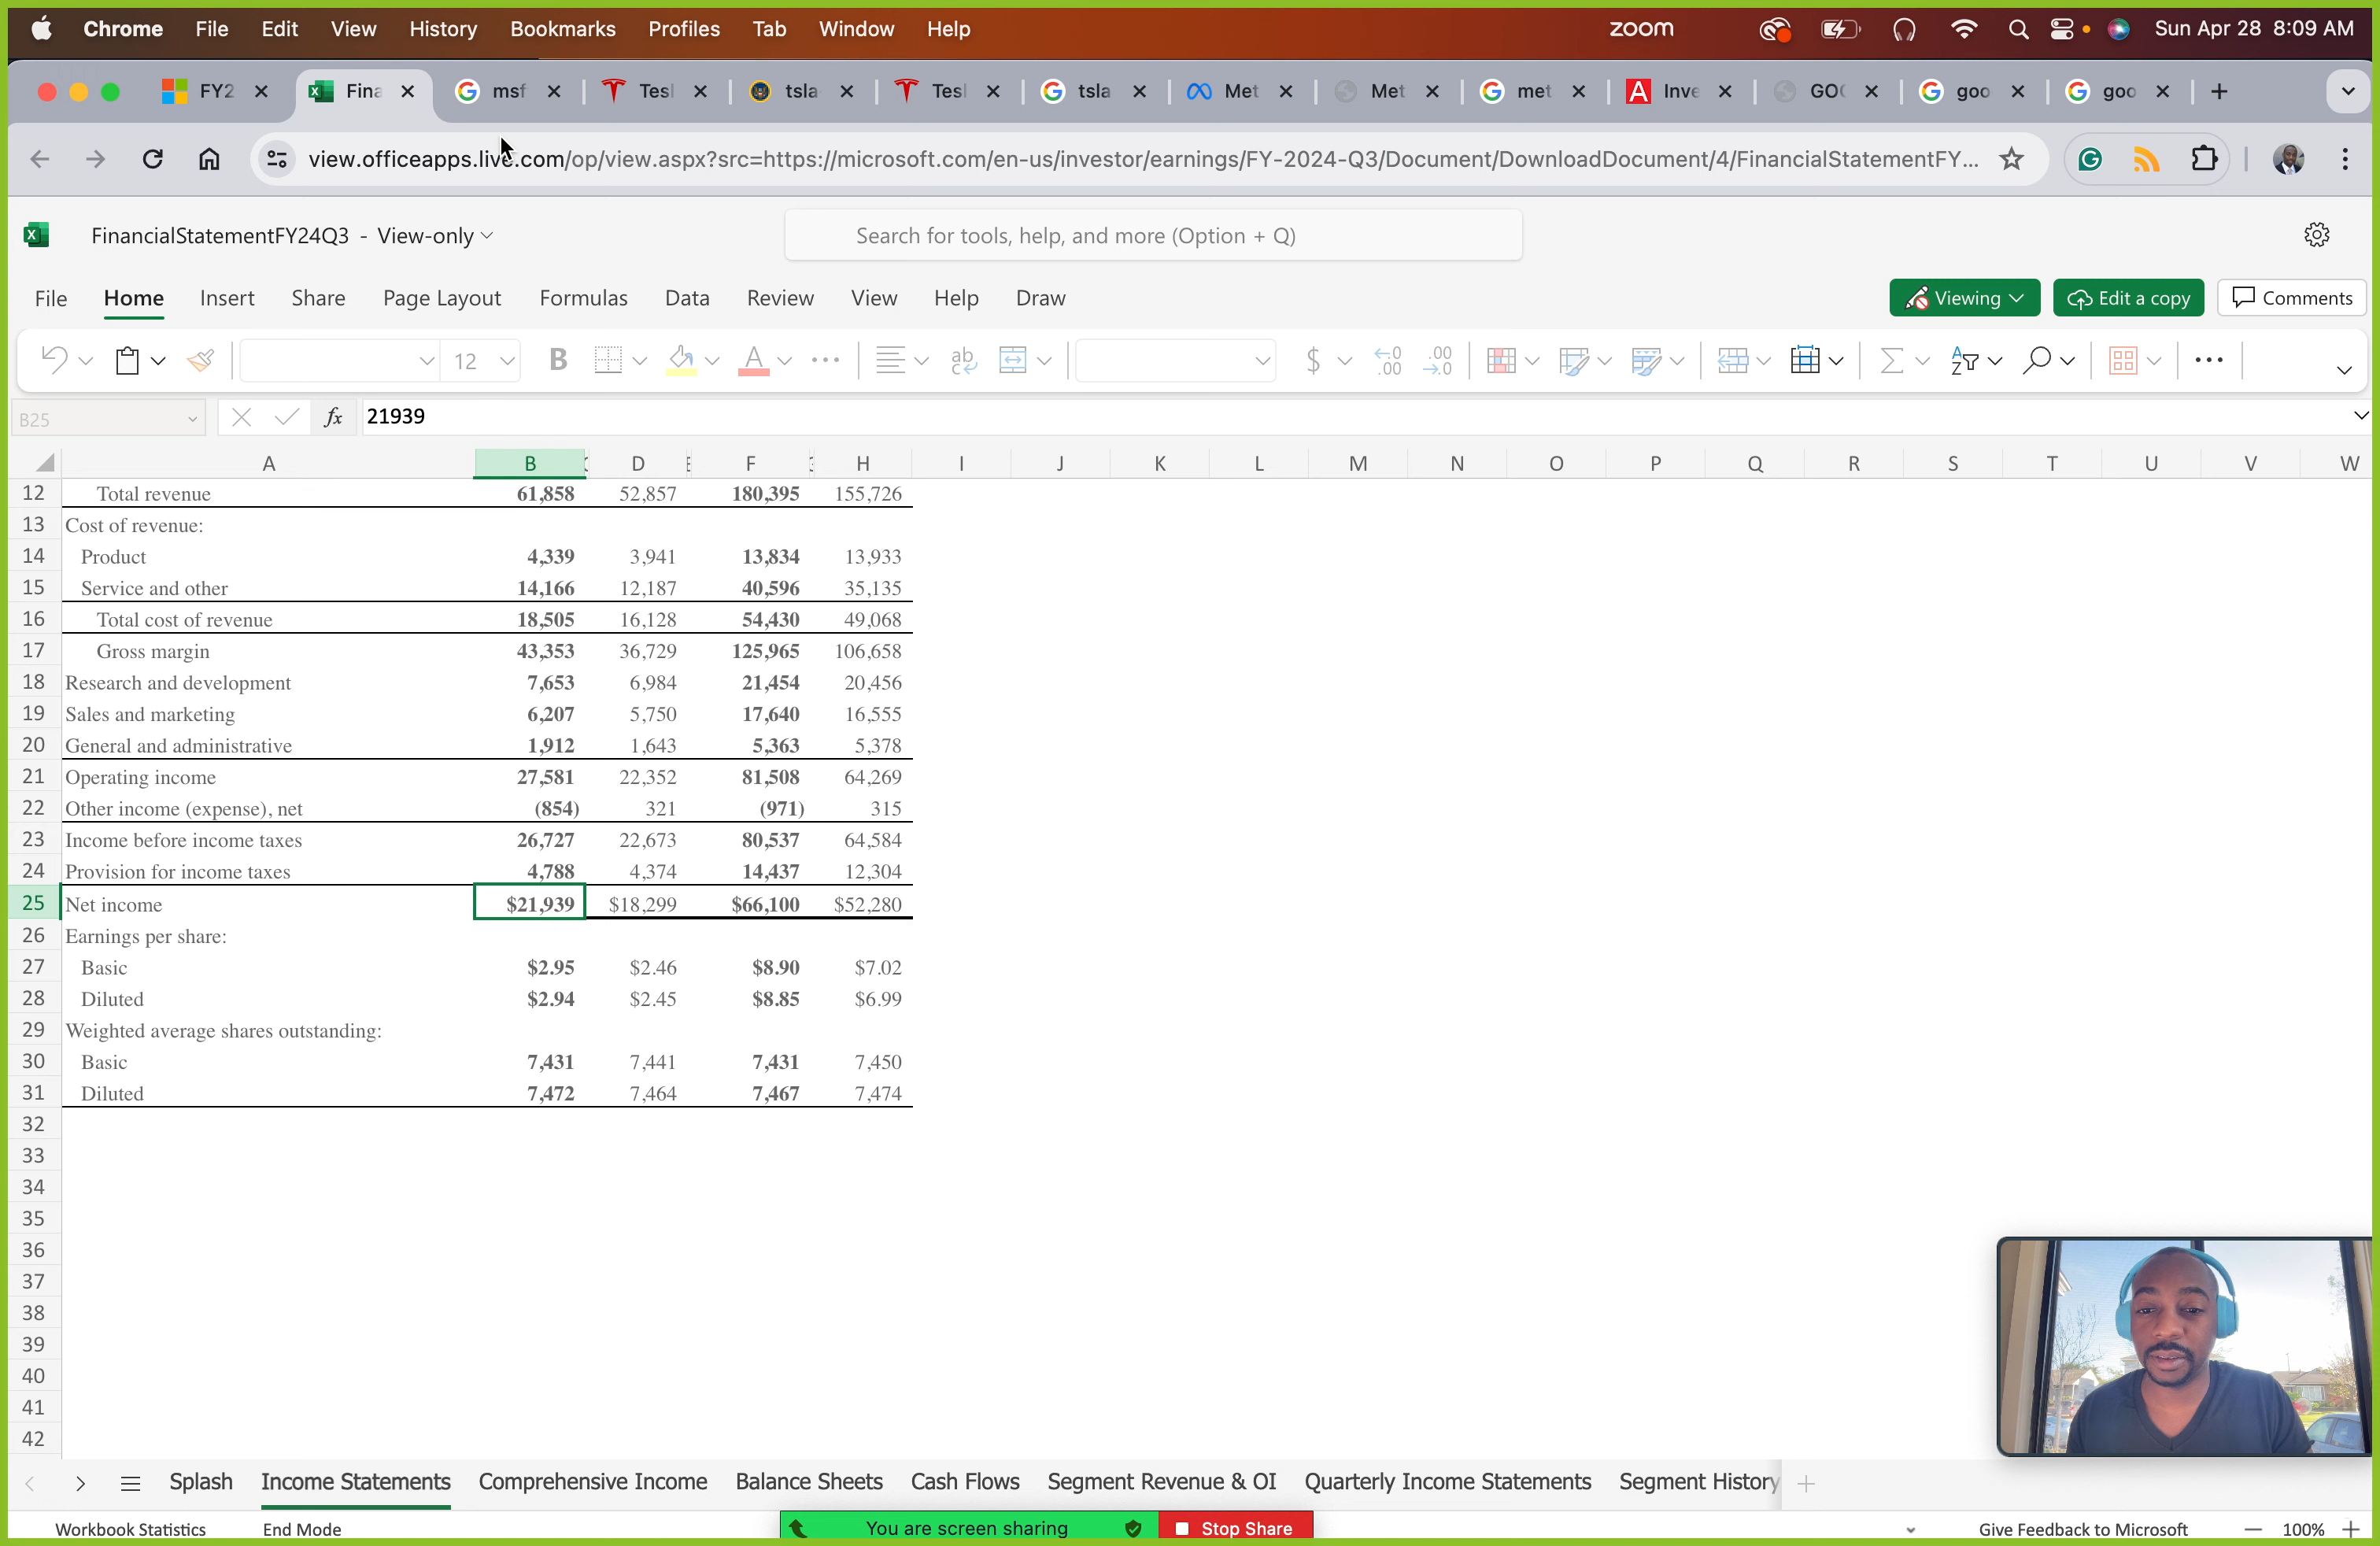 Chrome File Edit View History Bookmarks Profiles Tab Window Help zoom Sun Apr 28 8:09 AM
FY2 Fina msf Tesl tsla Tesl tsla Met Met met Inve GOO goo goo
view.officeapps.live.com/op/view.aspx?src=https://microsoft.com/en-us/investor/earnings/FY-2024-Q3/Document/DownloadDocument/4/FinancialStatementFY...
FinancialStatementFY24Q3 - View-only
Search for tools, help, and more (Option + Q)
File Home Insert Share Page Layout Formulas Data Review View Help Draw Viewing Edit a copy Comments
12 B A ab $ .00 .00
B25 fx 21939
A B D F H I J K L M N O P Q R S T U V W
12 Total revenue 61,858 52,857 180,395 155,726
13 Cost of revenue:
14 Product 4,339 3,941 13,834 13,933
15 Service and other 14,166 12,187 40,596 35,135
16 Total cost of revenue 18,505 16,128 54,430 49,068
17 Gross margin 43,353 36,729 125,965 106,658
18 Research and development 7,653 6,984 21,454 20,456
19 Sales and marketing 6,207 5,750 17,640 16,555
20 General and administrative 1,912 1,643 5,363 5,378
21 Operating income 27,581 22,352 81,508 64,269
22 Other income (expense), net (854) 321 (971) 315
23 Income before income taxes 26,727 22,673 80,537 64,584
24 Provision for income taxes 4,788 4,374 14,437 12,304
25 Net income $21,939 $18,299 $66,100 $52,280
26 Earnings per share:
27 Basic $2.95 $2.46 $8.90 $7.02
28 Diluted $2.94 $2.45 $8.85 $6.99
29 Weighted average shares outstanding:
30 Basic 7,431 7,441 7,431 7,450
31 Diluted 7,472 7,464 7,467 7,474
32
33
34
35
36
37
38
39
40
41
42
Splash Income Statements Comprehensive Income Balance Sheets Cash Flows Segment Revenue & OI Quarterly Income Statements Segment History
Workbook Statistics End Mode You are screen sharing Stop Share Give Feedback to Microsoft 100%